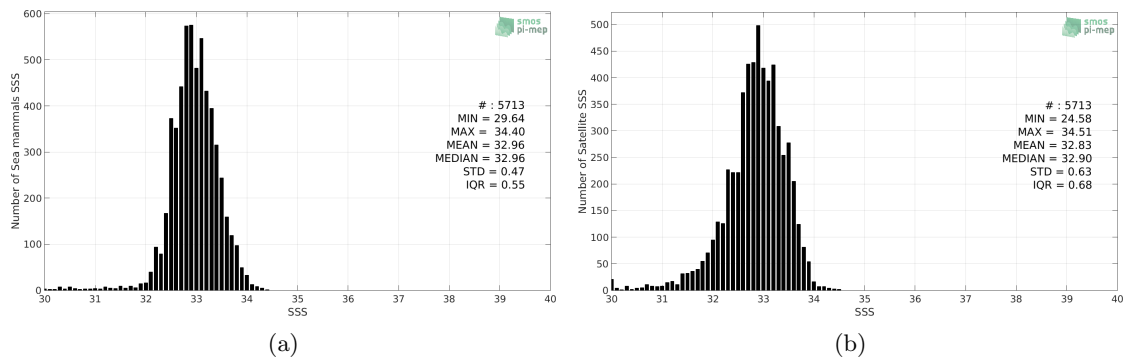 smos
pi-mep
600
500
400
300
200
100
0
Number of Sea mammals SSS
# : 5713
MIN = 29.64
MAX = 34.40
MEAN = 32.96
MEDIAN = 32.96
STD = 0.47
IQR = 0.55
30 31 32 33 34 35 36 37 38 39 40
SSS
(a)
smos
pi-mep
500
450
400
350
300
250
200
150
100
50
0
Number of Satellite SSS
# : 5713
MIN = 24.58
MAX = 34.51
MEAN = 32.83
MEDIAN = 32.90
STD = 0.63
IQR = 0.68
30 31 32 33 34 35 36 37 38 39 40
SSS
(b)